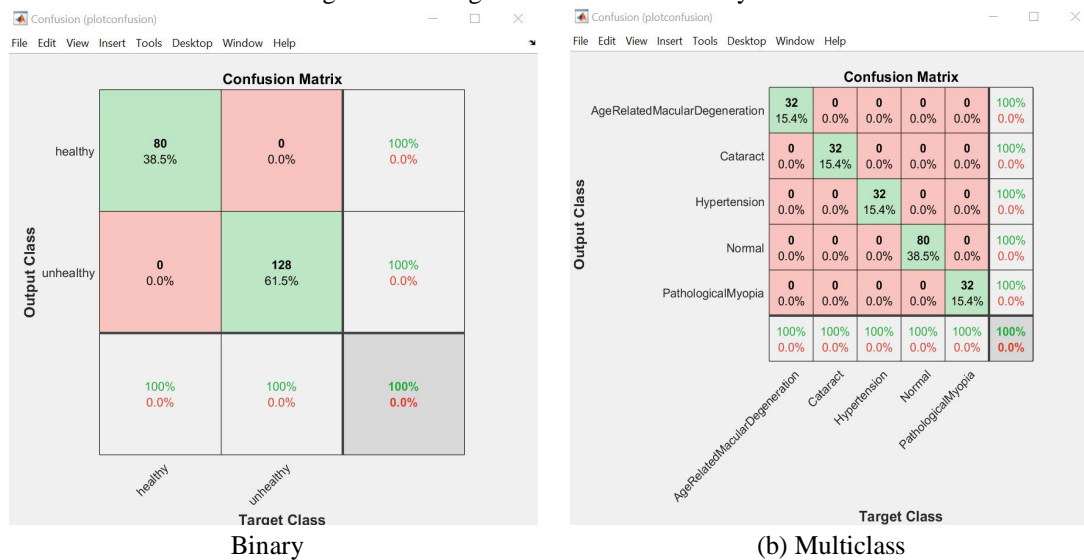 Confusion (plotconfusion)
File Edit View Insert Tools Desktop Window Help
Confusion Matrix
healthy
80
38.5%
0
0.0%
100%
0.0%
unhealthy
0
0.0%
128
61.5%
100%
0.0%
100%
0.0%
100%
0.0%
100%
0.0%
healthy
unhealthy
Output Class
Target Class
Binary
Confusion (plotconfusion)
File Edit View Insert Tools Desktop Window Help
Confusion Matrix
AgeRelatedMacularDegeneration
32 0 0 0 0 100%
15.4% 0.0% 0.0% 0.0% 0.0% 0.0%
Cataract
0 32 0 0 0 100%
0.0% 15.4% 0.0% 0.0% 0.0% 0.0%
Hypertension
0 0 32 0 0 100%
0.0% 0.0% 15.4% 0.0% 0.0% 0.0%
Normal
0 0 0 80 0 100%
0.0% 0.0% 0.0% 38.5% 0.0% 0.0%
PathologicalMyopia
0 0 0 0 32 100%
0.0% 0.0% 0.0% 0.0% 15.4% 0.0%
100% 100% 100% 100% 100% 100%
0.0% 0.0% 0.0% 0.0% 0.0% 0.0%
AgeRelatedMacularDegeneration
Cataract
Hypertension
Normal
PathologicalMyopia
Output Class
Target Class
(b) Multiclass